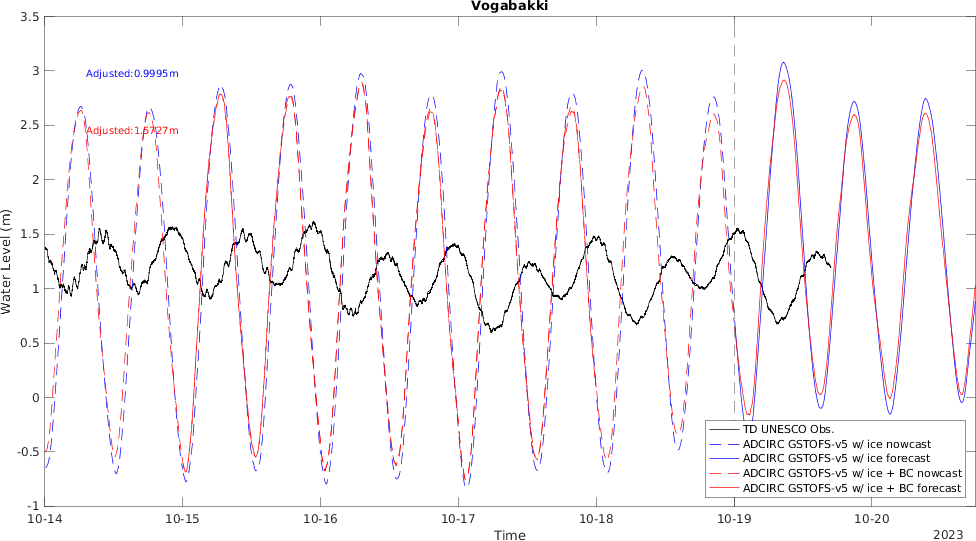 Vogabakki
3.5
3
2.5
2
1.5
1
0.5
0
-0.5
-1
Water Level (m)
Adjusted:0.9995m
Adjusted:1.5727m
TD UNESCO Obs.
ADCIRC GSTOFS-v5 w/ ice nowcast
ADCIRC GSTOFS-v5 w/ ice forecast
ADCIRC GSTOFS-v5 w/ ice + BC nowcast
ADCIRC GSTOFS-v5 w/ ice + BC forecast
10-14 10-15 10-16 10-17 10-18 10-19 10-20
Time
2023